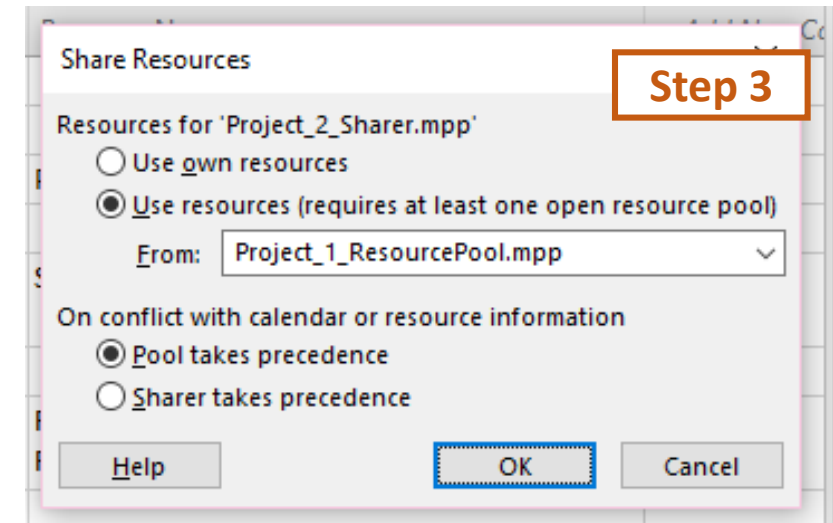 Share Resources
Step 3
Resources for 'Project_2_Sharer.mpp'
Use own resources
Use resources (requires at least one open resource pool)
From: Project_1_ResourcePool.mpp
On conflict with calendar or resource information
Pool takes precedence
Sharer takes precedence
Help OK Cancel